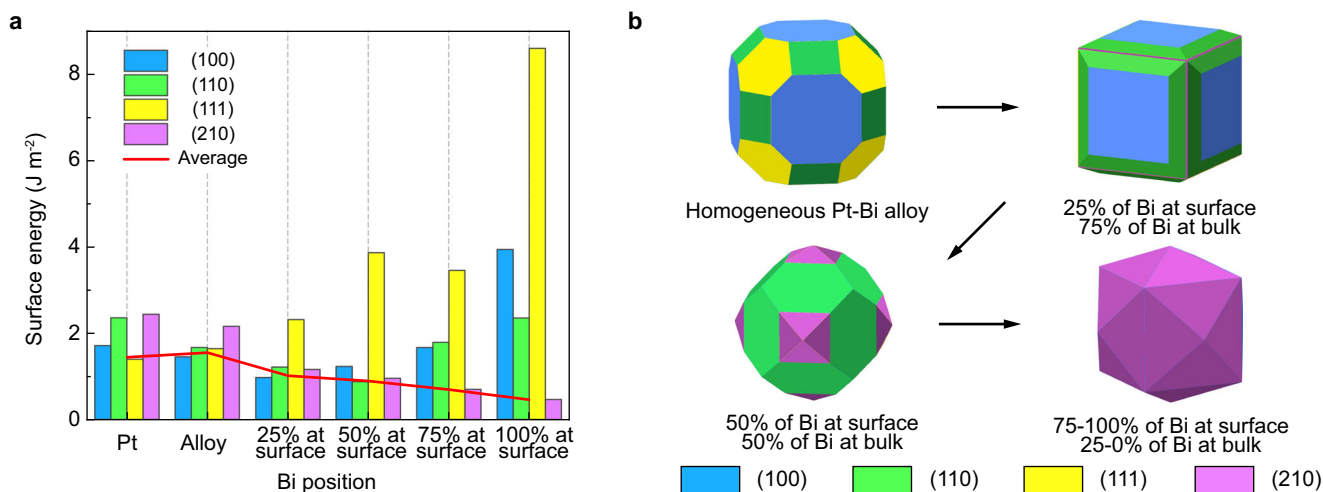 a
b
8
6
4
2
0
Surface energy (J m-2)
(100)
(110)
(111)
(210)
Average
Pt
Alloy
25% at
surface
50% at
surface
75% at
surface
100% at
surface
Bi position
Homogeneous Pt-Bi alloy
25% of Bi at surface
75% of Bi at bulk
50% of Bi at surface
50% of Bi at bulk
75-100% of Bi at surface
25-0% of Bi at bulk
(100)
(110)
(111)
(210)